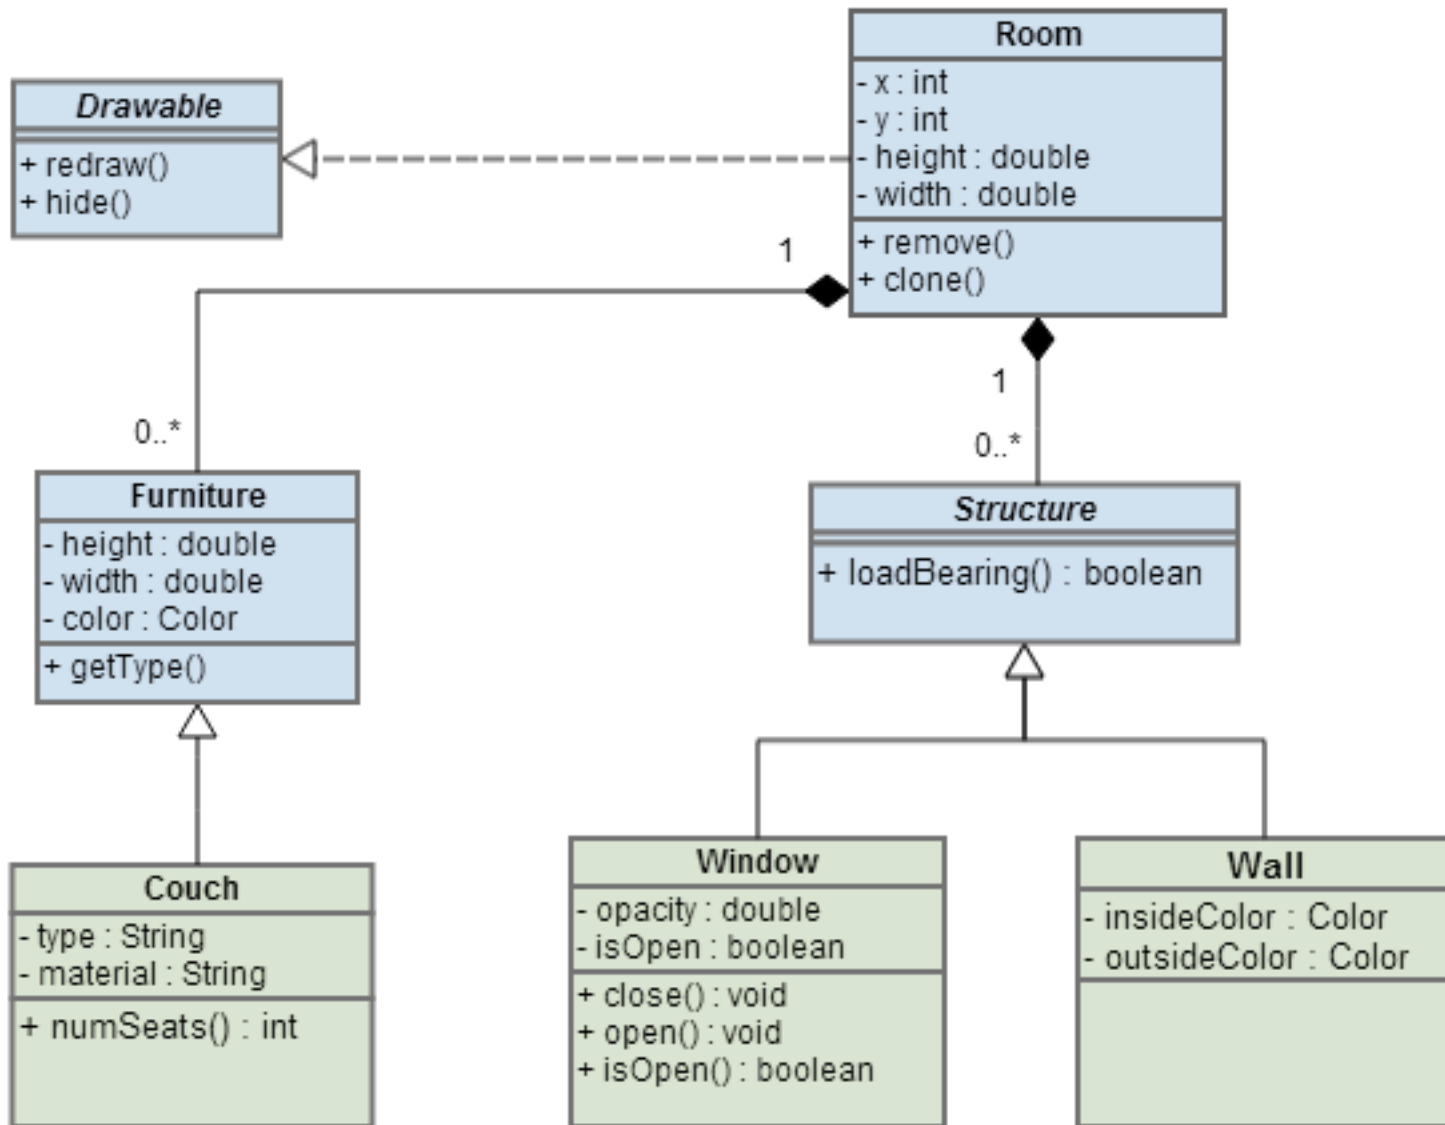 Room
- x : int
- y : int
- height : double
- width : double
+ remove()
+ clone()
Drawable
+ redraw()
+ hide()
1
0..*
1
0..*
Furniture
- height : double
- width : double
- color : Color
+ getType()
Structure
+ loadBearing() : boolean
Couch
- type : String
- material : String
+ numSeats() : int
Window
- opacity : double
- isOpen : boolean
+ close() : void
+ open() : void
+ isOpen() : boolean
Wall
- insideColor : Color
- outsideColor : Color